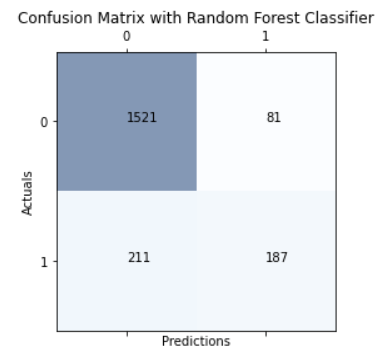 Confusion Matrix with Random Forest Classifier
0 1
0 1521 81
Actuals
1 211 187
Predictions